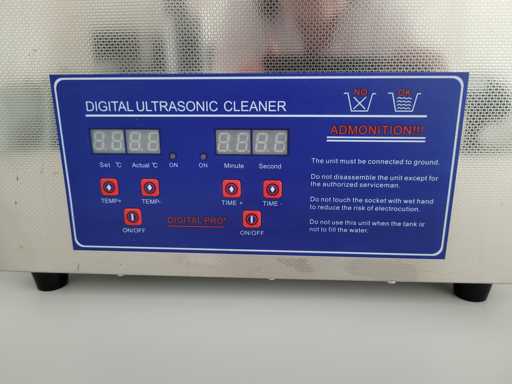 DIGITAL ULTRASONIC CLEANER
NO OK
ADMONITION!!!
Set ℃ Actual ℃ ON ON Minute Second
TEMP+ TEMP- TIME + TIME -
ON/OFF DIGITAL PRO+ ON/OFF
The unit must be connected to ground.
Do not disassemble the unit except for
the authorized serviceman.
Do not touch the socket with wet hand
to reduce the risk of electrocution.
Do not use this unit when the tank is
not to fill the water.